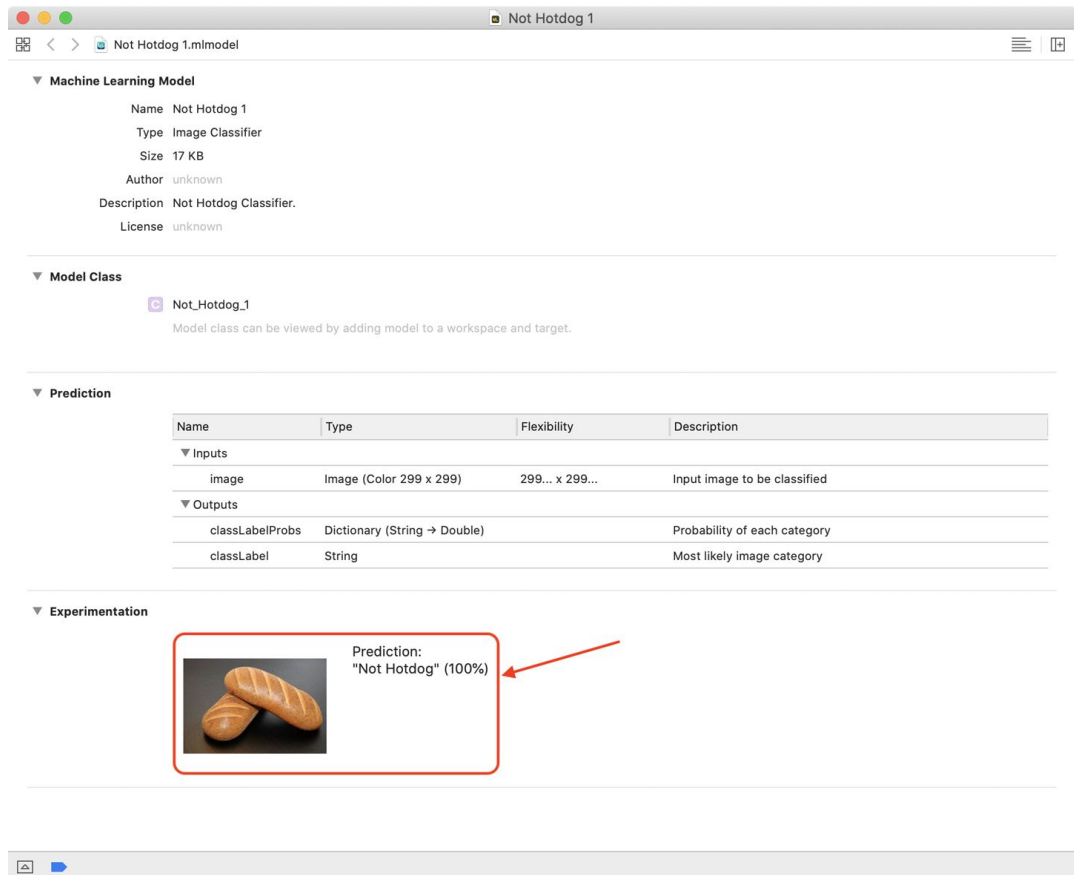 Not Hotdog 1
Not Hotdog 1.mlmodel
Machine Learning Model
Name Not Hotdog 1
Type Image Classifier
Size 17 KB
Author unknown
Description Not Hotdog Classifier.
License unknown
Model Class
C Not_Hotdog_1
Model class can be viewed by adding model to a workspace and target.
Prediction
Name Type Flexibility Description
Inputs
image Image (Color 299 x 299) 299... x 299... Input image to be classified
Outputs
classLabelProbs Dictionary (String → Double) Probability of each category
classLabel String Most likely image category
Experimentation
Prediction:
"Not Hotdog" (100%)